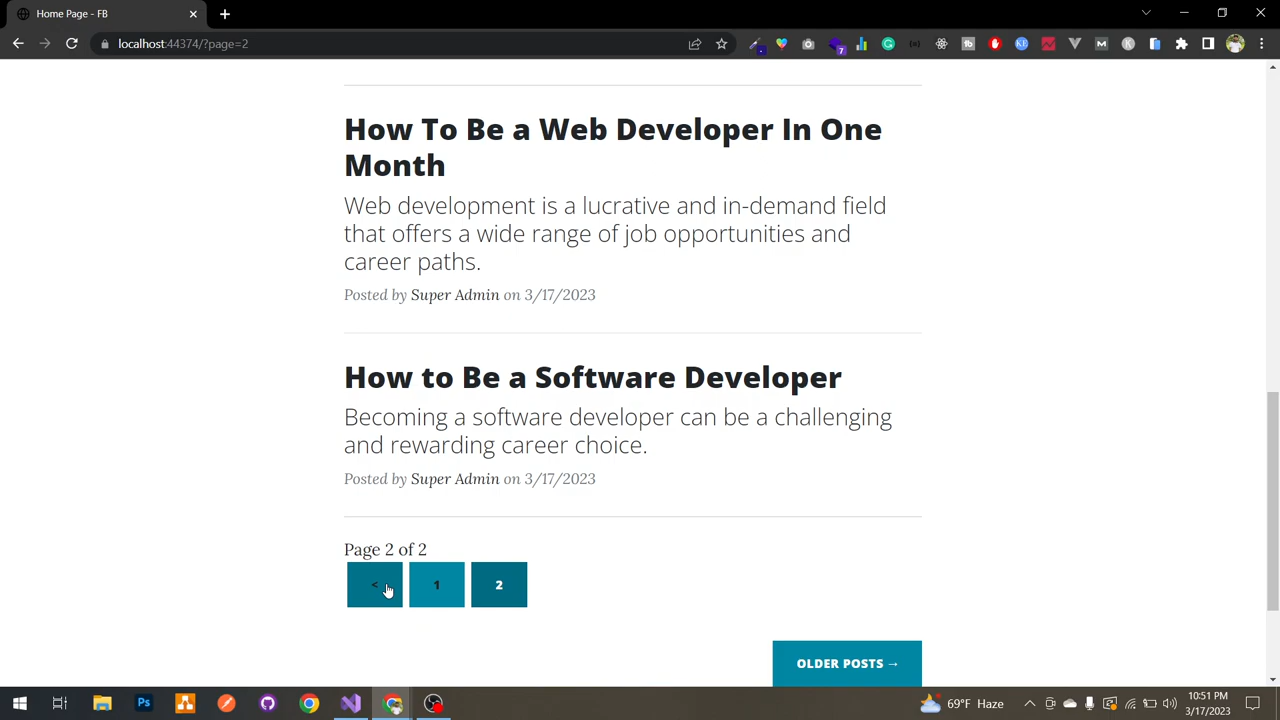 Home Page - FB
localhost:44374/?page=2
How To Be a Web Developer In One
Month
Web development is a lucrative and in-demand field
that offers a wide range of job opportunities and
career paths.
Posted by Super Admin on 3/17/2023
How to Be a Software Developer
Becoming a software developer can be a challenging
and rewarding career choice.
Posted by Super Admin on 3/17/2023
Page 2 of 2
< 1 2
OLDER POSTS →
69°F Haze
10:51 PM
3/17/2023